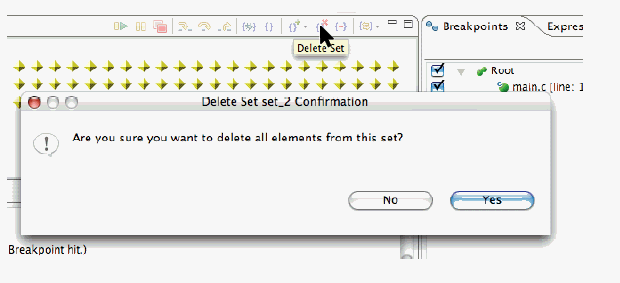 Breakpoints
Expres
Delete Set
Root
main.c (line: 1
Delete Set set_2 Confirmation
Are you sure you want to delete all elements from this set?
No
Yes
Breakpoint hit.)